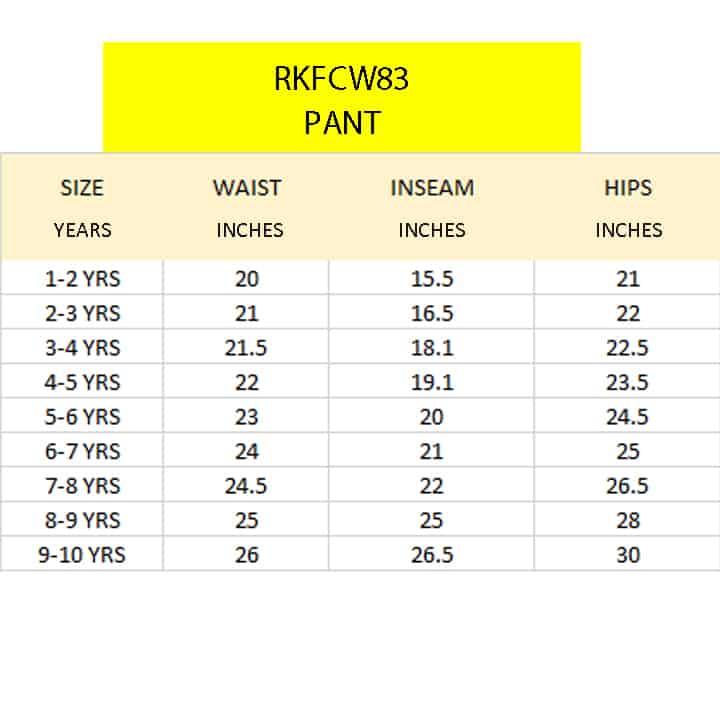 RKFCW83
PANT
SIZE WAIST INSEAM HIPS
YEARS INCHES INCHES INCHES
1-2 YRS 20 15.5 21
2-3 YRS 21 16.5 22
3-4 YRS 21.5 18.1 22.5
4-5 YRS 22 19.1 23.5
5-6 YRS 23 20 24.5
6-7 YRS 24 21 25
7-8 YRS 24.5 22 26.5
8-9 YRS 25 25 28
9-10 YRS 26 26.5 30